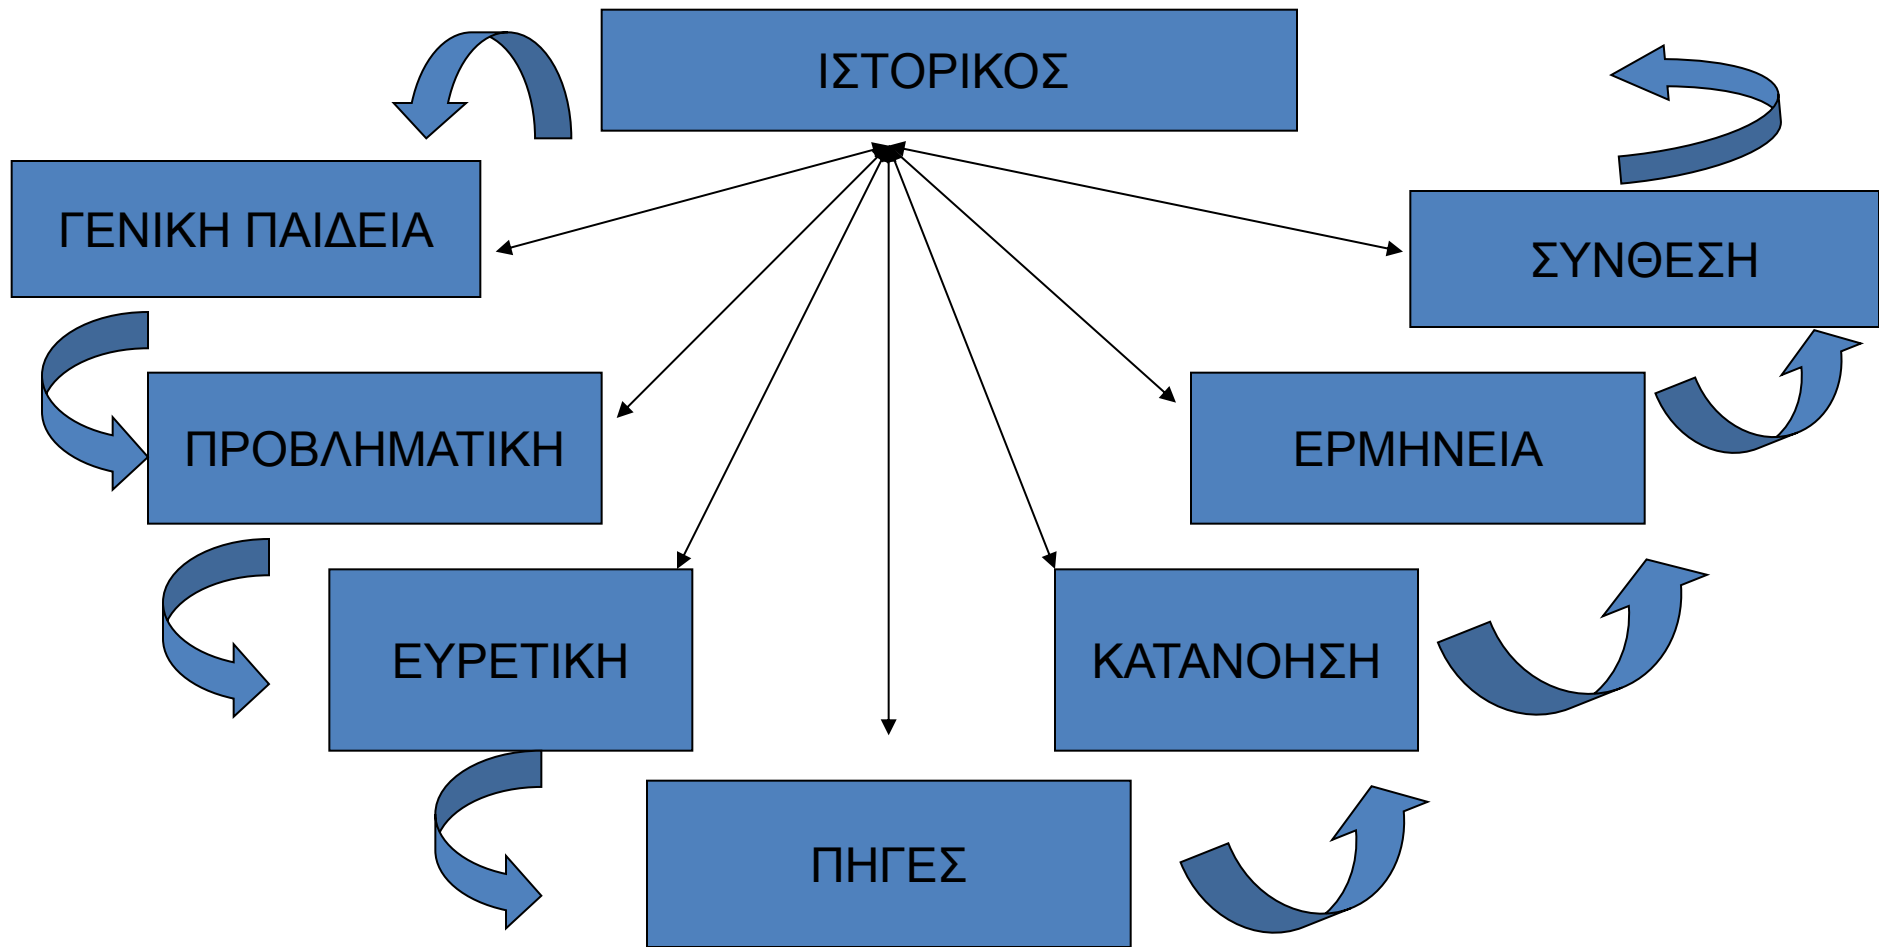 ΙΣΤΟΡΙΚΟΣ
ΓΕΝΙΚΗ ΠΑΙΔΕΙΑ
ΣΥΝΘΕΣΗ
ΠΡΟΒΛΗΜΑΤΙΚΗ
ΕΡΜΗΝΕΙΑ
ΕΥΡΕΤΙΚΗ
ΚΑΤΑΝΟΗΣΗ
ΠΗΓΕΣ